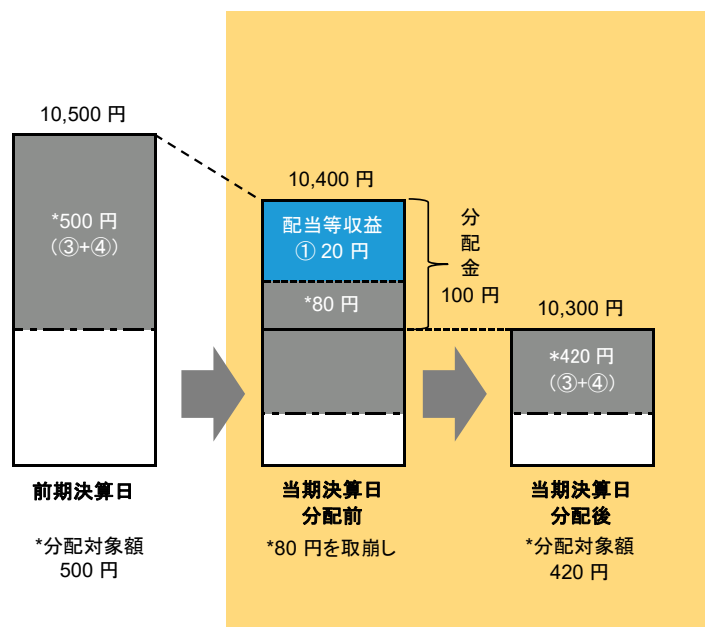 10,500 円
*500 円
(③+④)
前期決算日
*分配対象額
500 円
10,400 円
配当等収益
① 20 円
*80 円
分
配
金
100 円
当期決算日
分配前
*80 円を取崩し
10,300 円
*420 円
(③+④)
当期決算日
分配後
*分配対象額
420 円